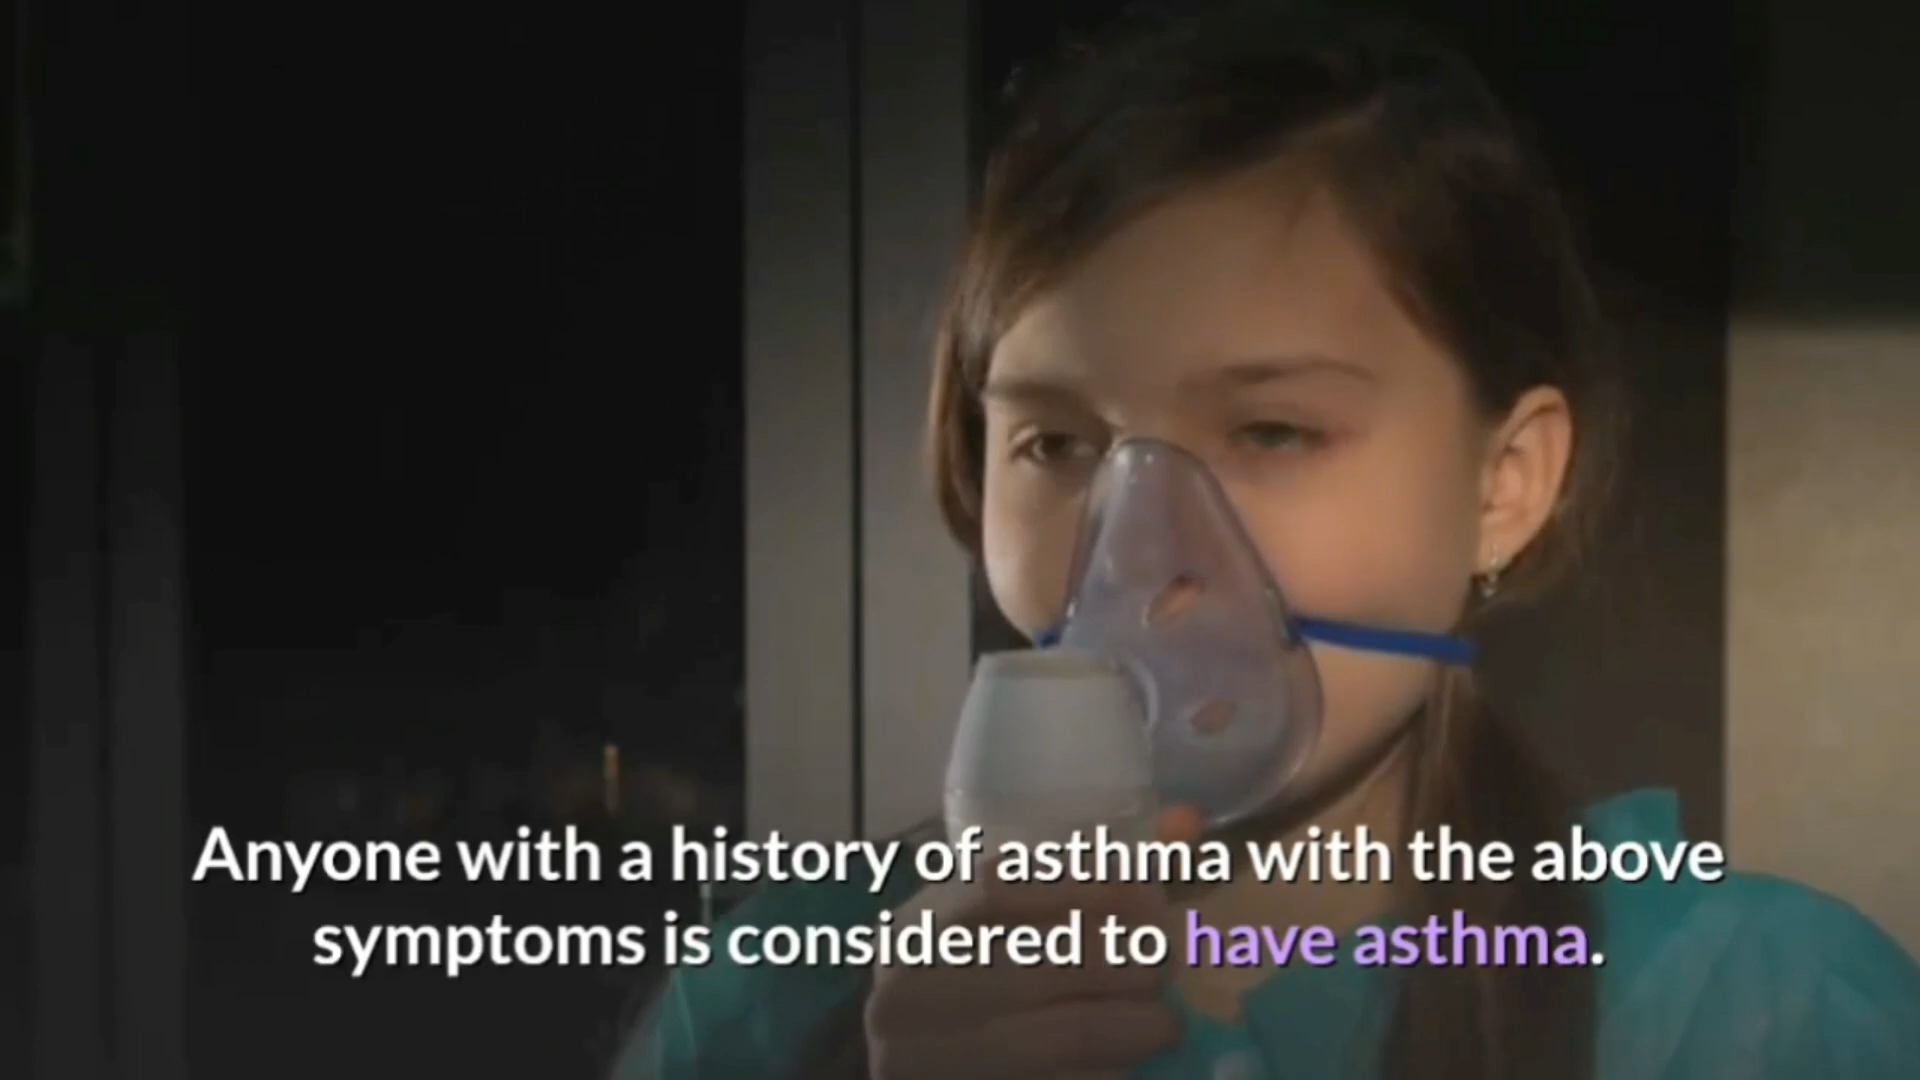 Anyone with a history of asthma with the above
symptoms is considered to have asthma.